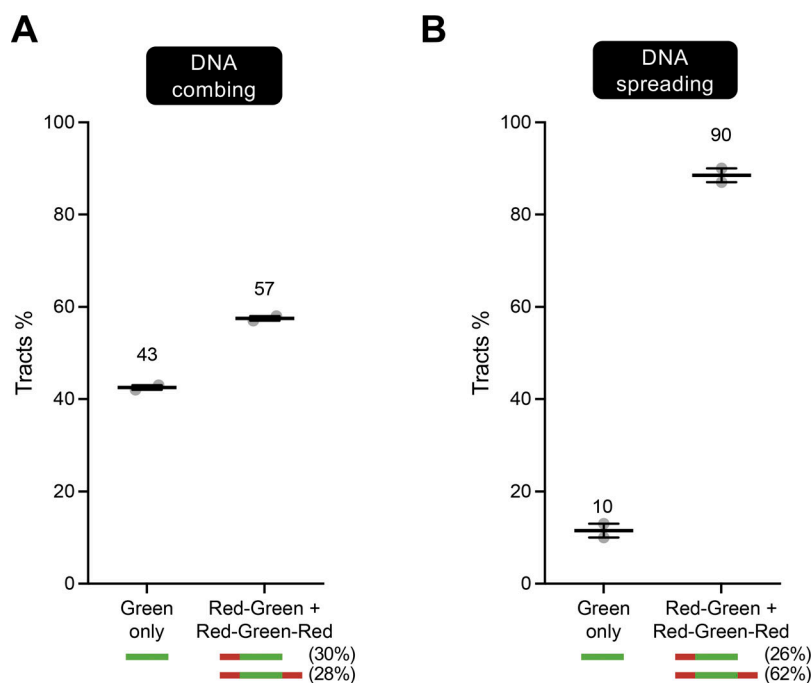 A
DNA
combing
100
80
60
40
20
0
Tracts %
43
57
Green
only
Red-Green +
Red-Green-Red
(30%)
(28%)
B
DNA
spreading
100
80
60
40
20
0
Tracts %
10
90
Green
only
Red-Green +
Red-Green-Red
(26%)
(62%)